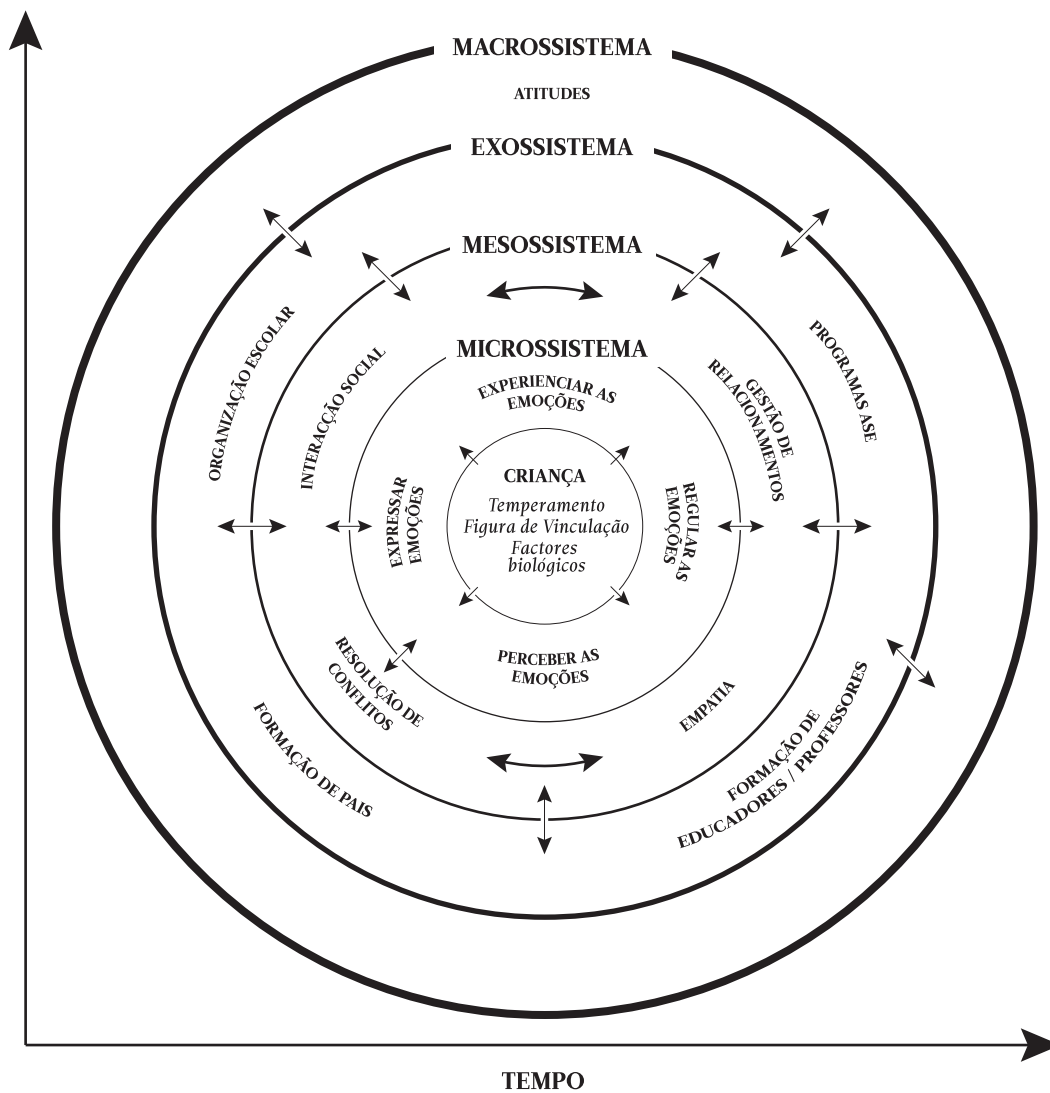 MACROSSISTEMA
ATITUDES
EXOSSISTEMA
MESOSSISTEMA
MICROSSISTEMA
ORGANIZAÇÃO ESCOLAR
INTERACÇÃO SOCIAL
EXPERIENCIAR AS
EMOÇÕES
GESTÃO DE
RELACIONAMENTOS
PROGRAMAS ASE
EXPRESSAR
EMOÇÕES
CRIANÇA
Temperamento
Figura de Vinculação
Factores
biológicos
REGULAR AS
EMOÇÕES
PERCEBER AS
EMOÇÕES
RESOLUÇÃO DE
CONFLITOS
EMPATIA
FORMAÇÃO DE PAIS
FORMAÇÃO DE
EDUCADORES / PROFESSORES
TEMPO